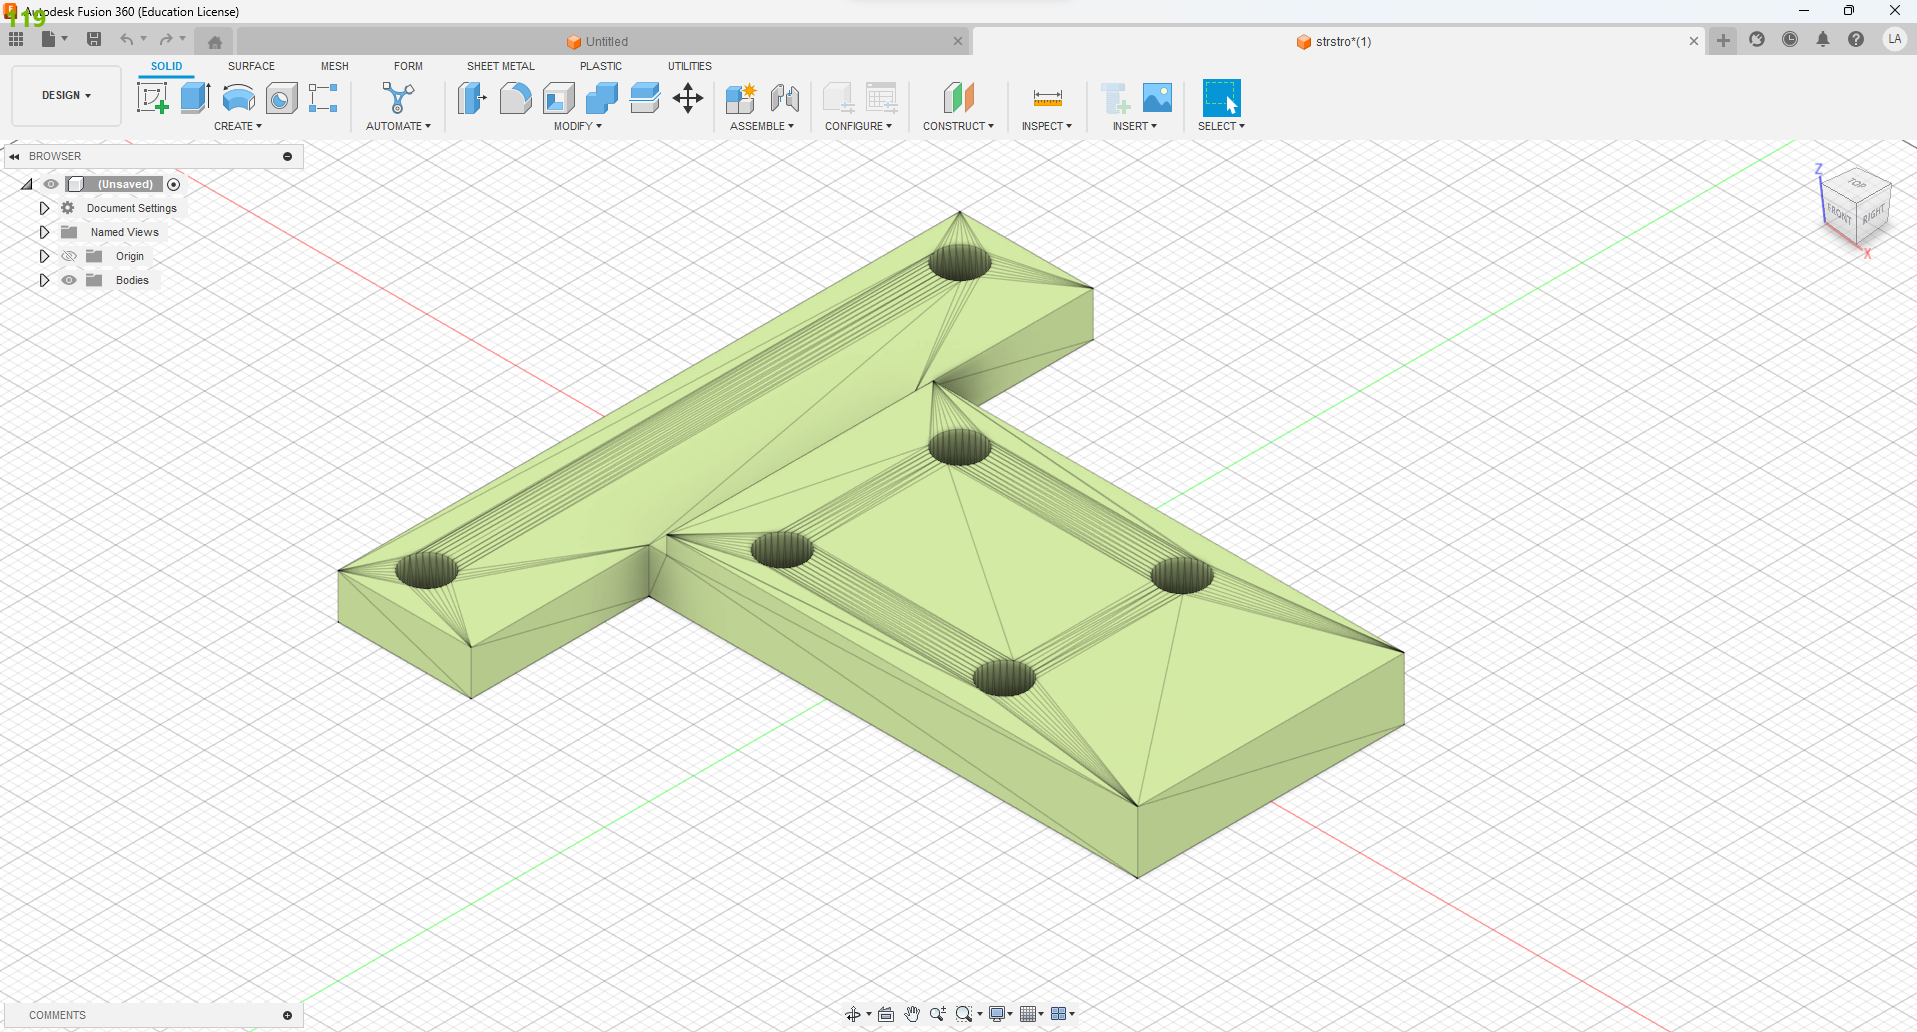 Autodesk Fusion 360 (Education License)
119
Untitled
strstro*(1)
LA
SOLID SURFACE MESH FORM SHEET METAL PLASTIC UTILITIES
DESIGN
CREATE AUTOMATE MODIFY ASSEMBLE CONFIGURE CONSTRUCT INSPECT INSERT SELECT
BROWSER
(Unsaved)
Document Settings
Named Views
Origin
Bodies
Z
TOP
FRONT
RIGHT
X
COMMENTS